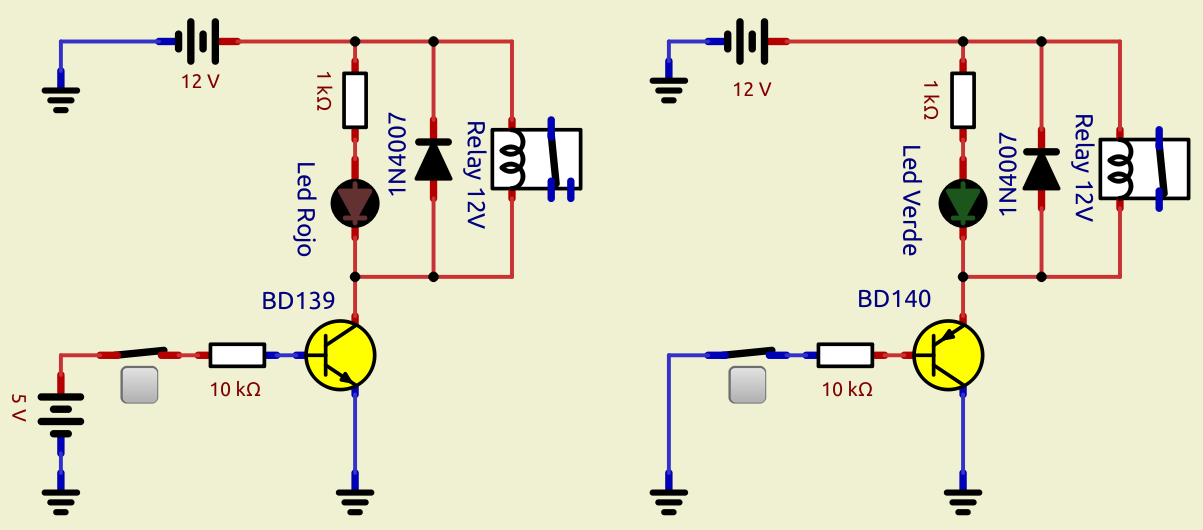 12 V
1 kΩ
Led Rojo
1N4007
Relay 12V
BD139
10 kΩ
5 V
12 V
1 kΩ
Led Verde
1N4007
Relay 12V
BD140
10 kΩ